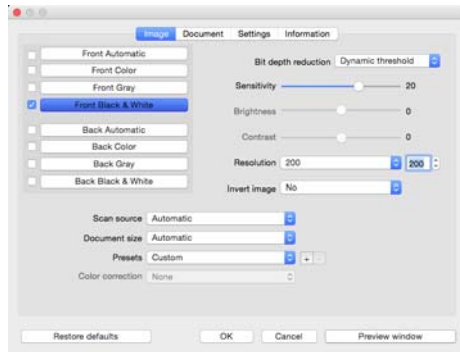 Image Document Settings Information
Front Automatic
Front Color
Front Gray
Front Black & White
Back Automatic
Back Color
Back Gray
Back Black & White
Bit depth reduction Dynamic threshold
Sensitivity 20
Brightness 0
Contrast 0
Resolution 200 200
Invert image No
Scan source Automatic
Document size Automatic
Presets Custom + -
Color correction None
Restore defaults OK Cancel Preview window